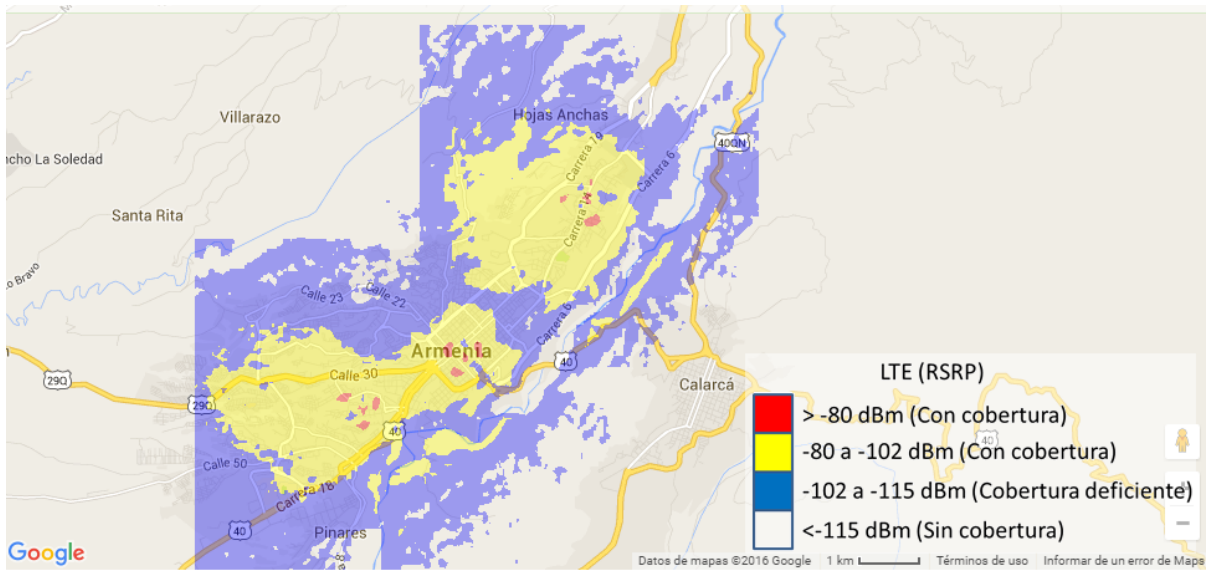 Hojas Anchas
Villarazo
Carrera 19
Carrera 6
40QN
ncho La Soledad
Santa Rita
Carrera 14
o Bravo
Calle 23
Calle 22
Carrera 6
Armenia
40
29Q
Calle 30
Calarcá
29Q
40
Calle 50
Carrera 18
40
Pinares
LTE (RSRP)
> -80 dBm (Con cobertura)
-80 a -102 dBm (Con cobertura)
40
-102 a -115 dBm (Cobertura deficiente)
<-115 dBm (Sin cobertura)
Google
Datos de mapas ©2016 Google 1 km Términos de uso Informar de un error de Maps